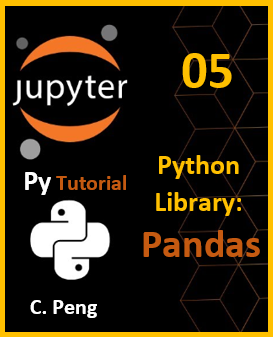 jupyter
05
Python
Library:
Pandas
Py Tutorial
C. Peng